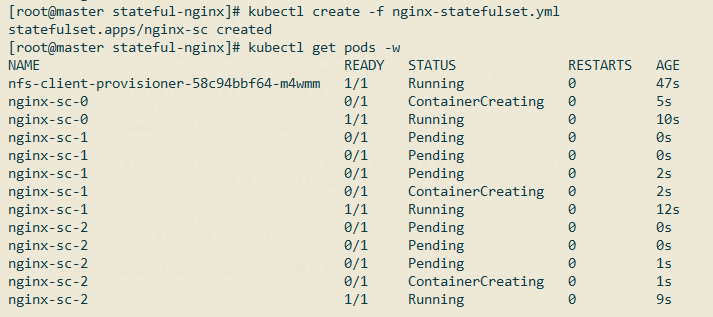 [root@master stateful-nginx]# kubectl create -f nginx-statefulset.yml
statefulset.apps/nginx-sc created
[root@master stateful-nginx]# kubectl get pods -w
NAME READY STATUS RESTARTS AGE
nfs-client-provisioner-58c94bbf64-m4wmm 1/1 Running 0 47s
nginx-sc-0 0/1 ContainerCreating 0 5s
nginx-sc-0 1/1 Running 0 10s
nginx-sc-1 0/1 Pending 0 0s
nginx-sc-1 0/1 Pending 0 0s
nginx-sc-1 0/1 Pending 0 2s
nginx-sc-1 0/1 ContainerCreating 0 2s
nginx-sc-1 1/1 Running 0 12s
nginx-sc-2 0/1 Pending 0 0s
nginx-sc-2 0/1 Pending 0 0s
nginx-sc-2 0/1 Pending 0 1s
nginx-sc-2 0/1 ContainerCreating 0 1s
nginx-sc-2 1/1 Running 0 9s